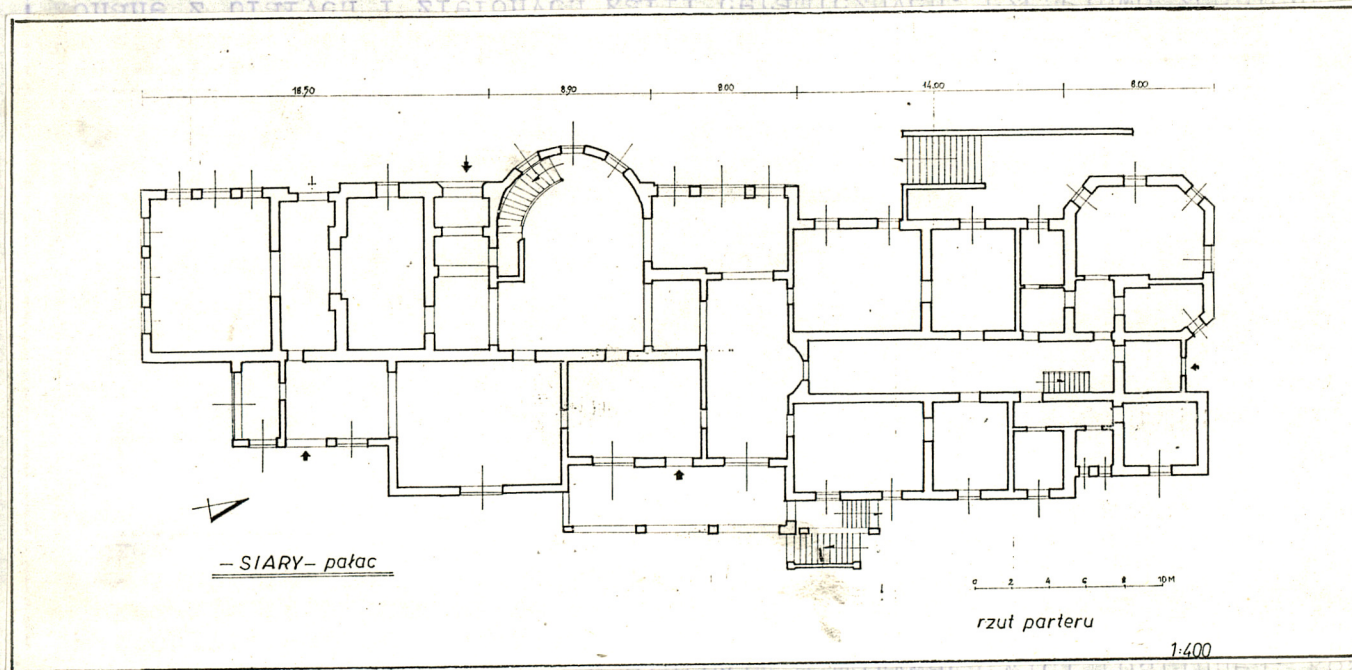 18,50 8,90 8.00 14.00 8.00
– SIARY – pałac
0 2 4 6 8 10M
rzut parteru
1:400